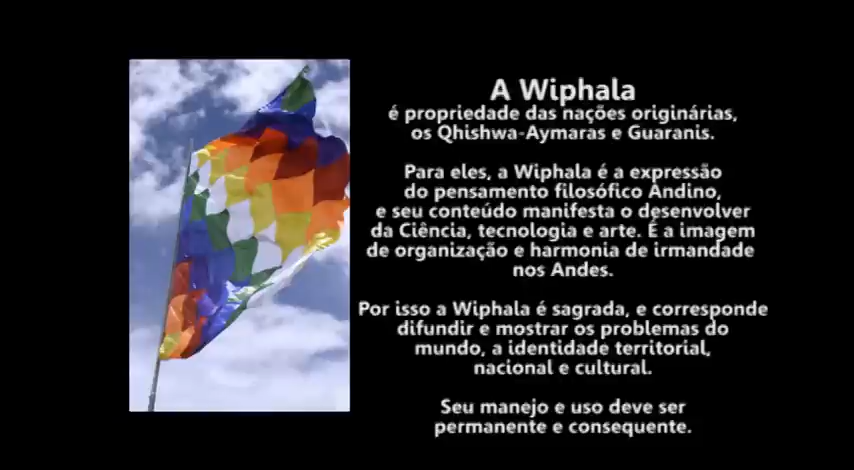 A Wiphala
é propriedade das nações originárias,
os Qhishwa-Aymaras e Guaranis.
Para eles, a Wiphala é a expressão
do pensamento filosófico Andino,
e seu conteúdo manifesta o desenvolver
da Ciência, tecnologia e arte. É a imagem
de organização e harmonia de irmandade
nos Andes.
Por isso a Wiphala é sagrada, e corresponde
difundir e mostrar os problemas do
mundo, a identidade territorial,
nacional e cultural.
Seu manejo e uso deve ser
permanente e consequente.